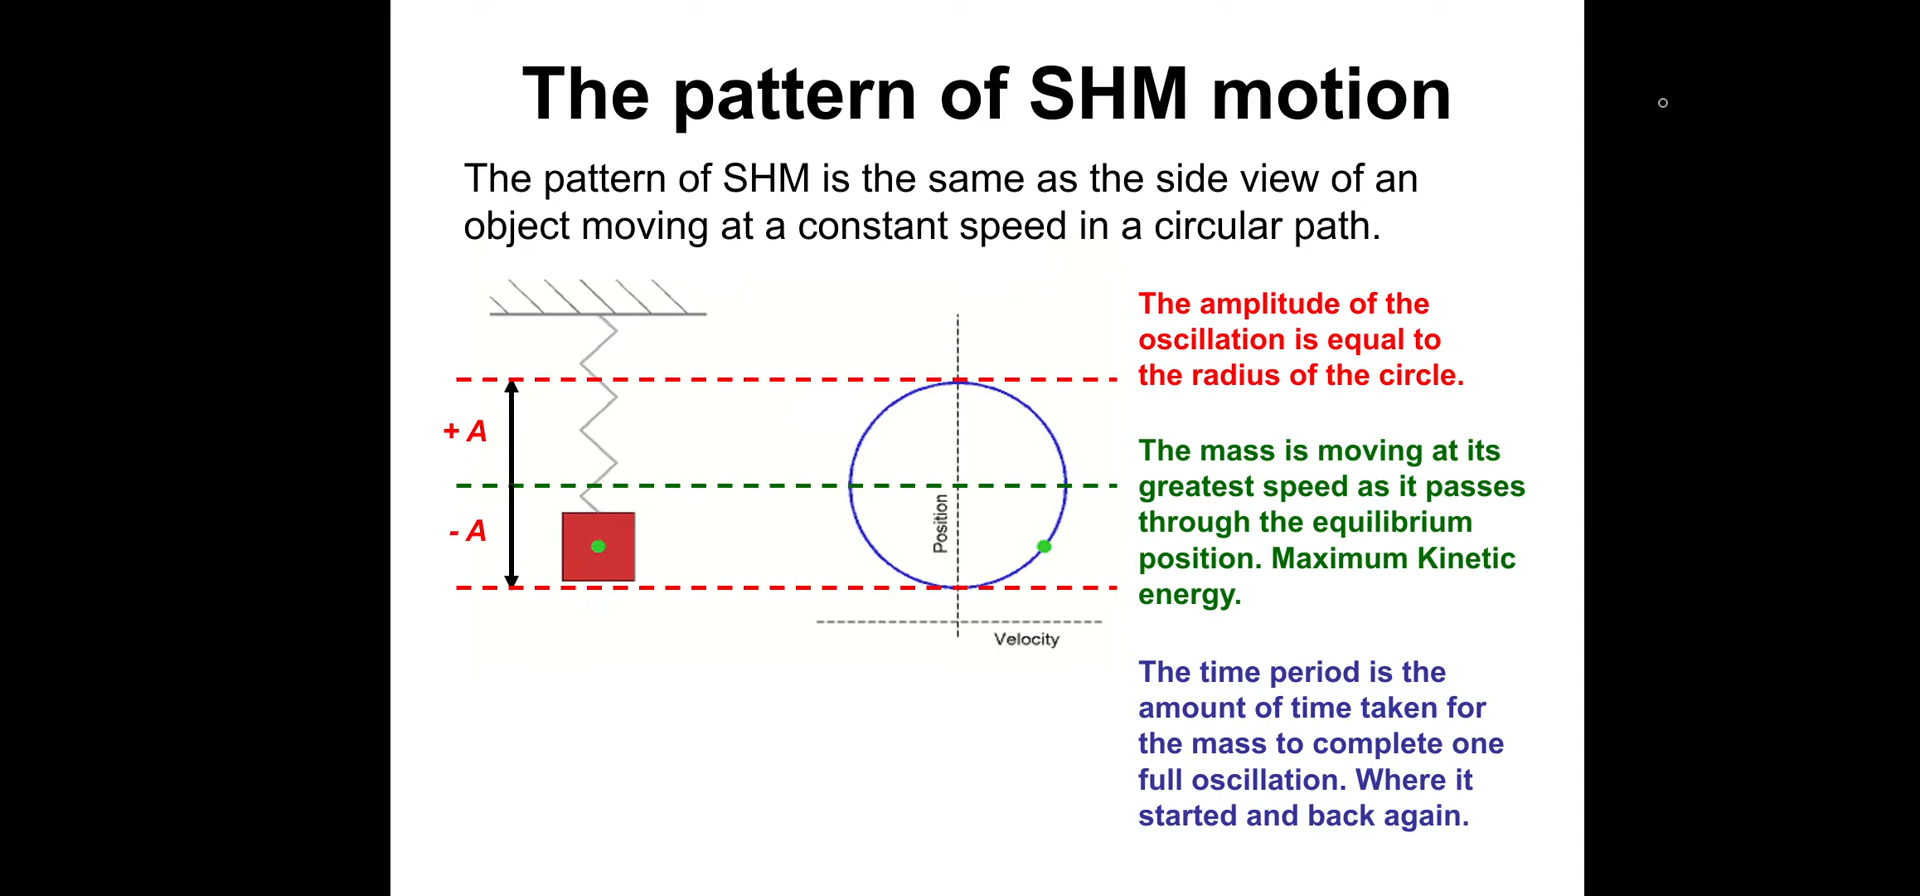 The pattern of SHM motion
The pattern of SHM is the same as the side view of an
object moving at a constant speed in a circular path.
The amplitude of the
oscillation is equal to
the radius of the circle.
+ A
- A
The mass is moving at its
greatest speed as it passes
through the equilibrium
position. Maximum Kinetic
energy.
Position
Velocity
The time period is the
amount of time taken for
the mass to complete one
full oscillation. Where it
started and back again.